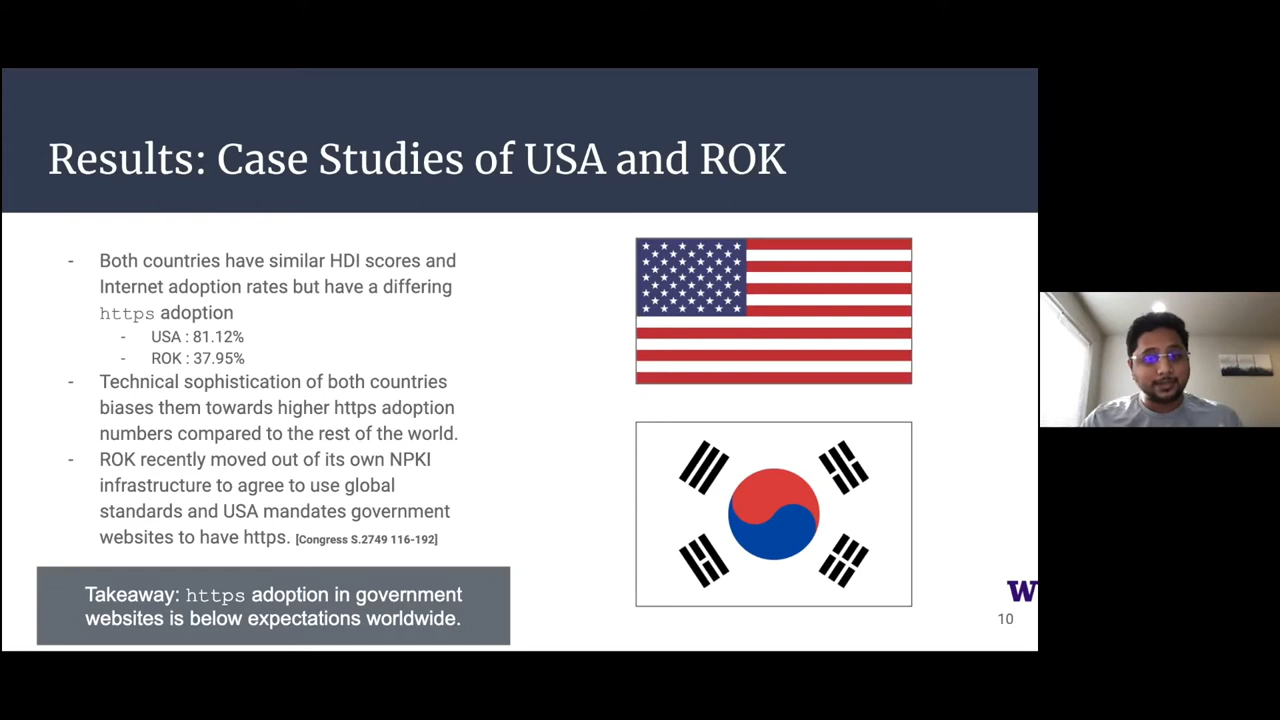 Results: Case Studies of USA and ROK
- Both countries have similar HDI scores and
Internet adoption rates but have a differing
https adoption
- USA : 81.12%
- ROK : 37.95%
- Technical sophistication of both countries
biases them towards higher https adoption
numbers compared to the rest of the world.
- ROK recently moved out of its own NPKI
infrastructure to agree to use global
standards and USA mandates government
websites to have https. [Congress S.2749 116-192]
Takeaway: https adoption in government
websites is below expectations worldwide.
W
10